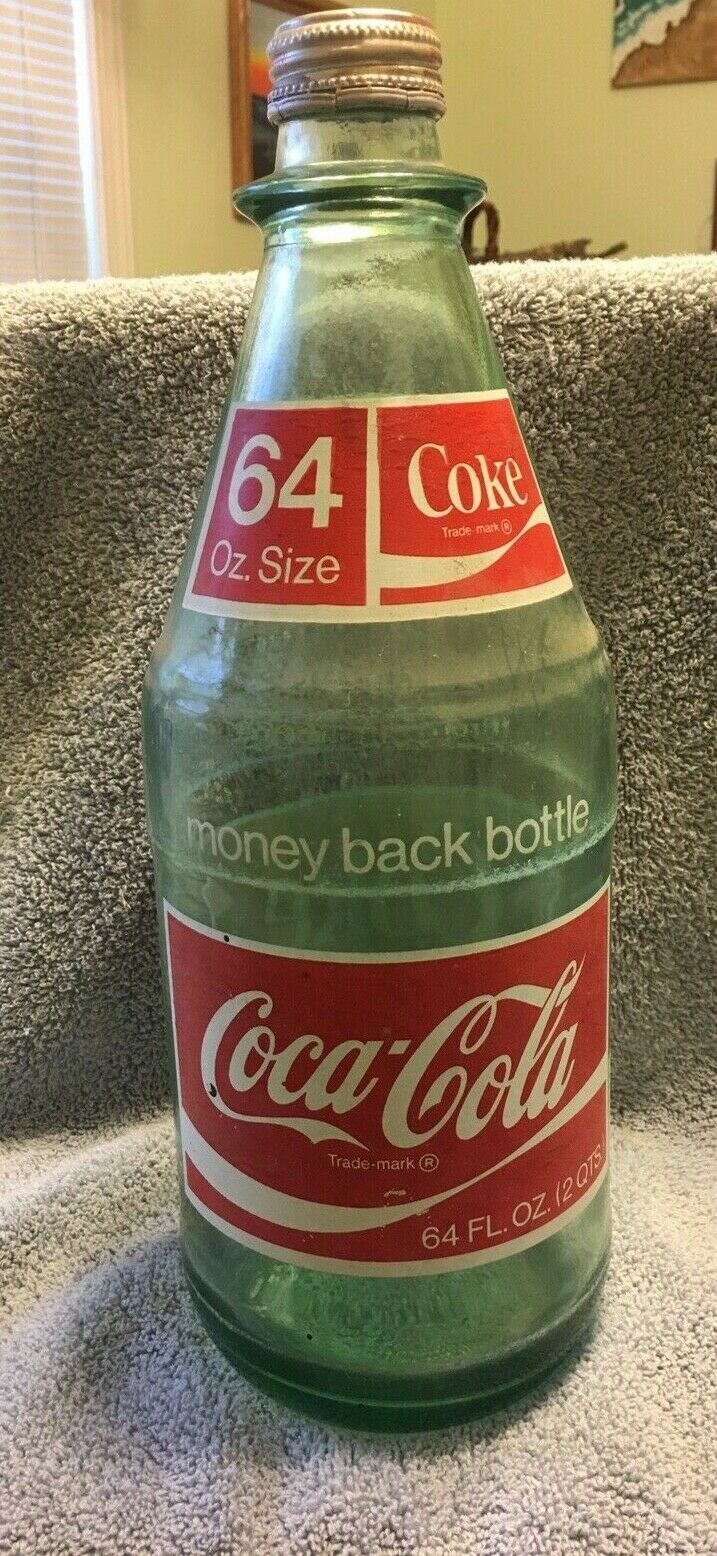 64
Oz. Size
Coke
Trade-mark ®
money back bottle
Coca-Cola
Trade-mark ®
64 FL. OZ. (2 QTS)